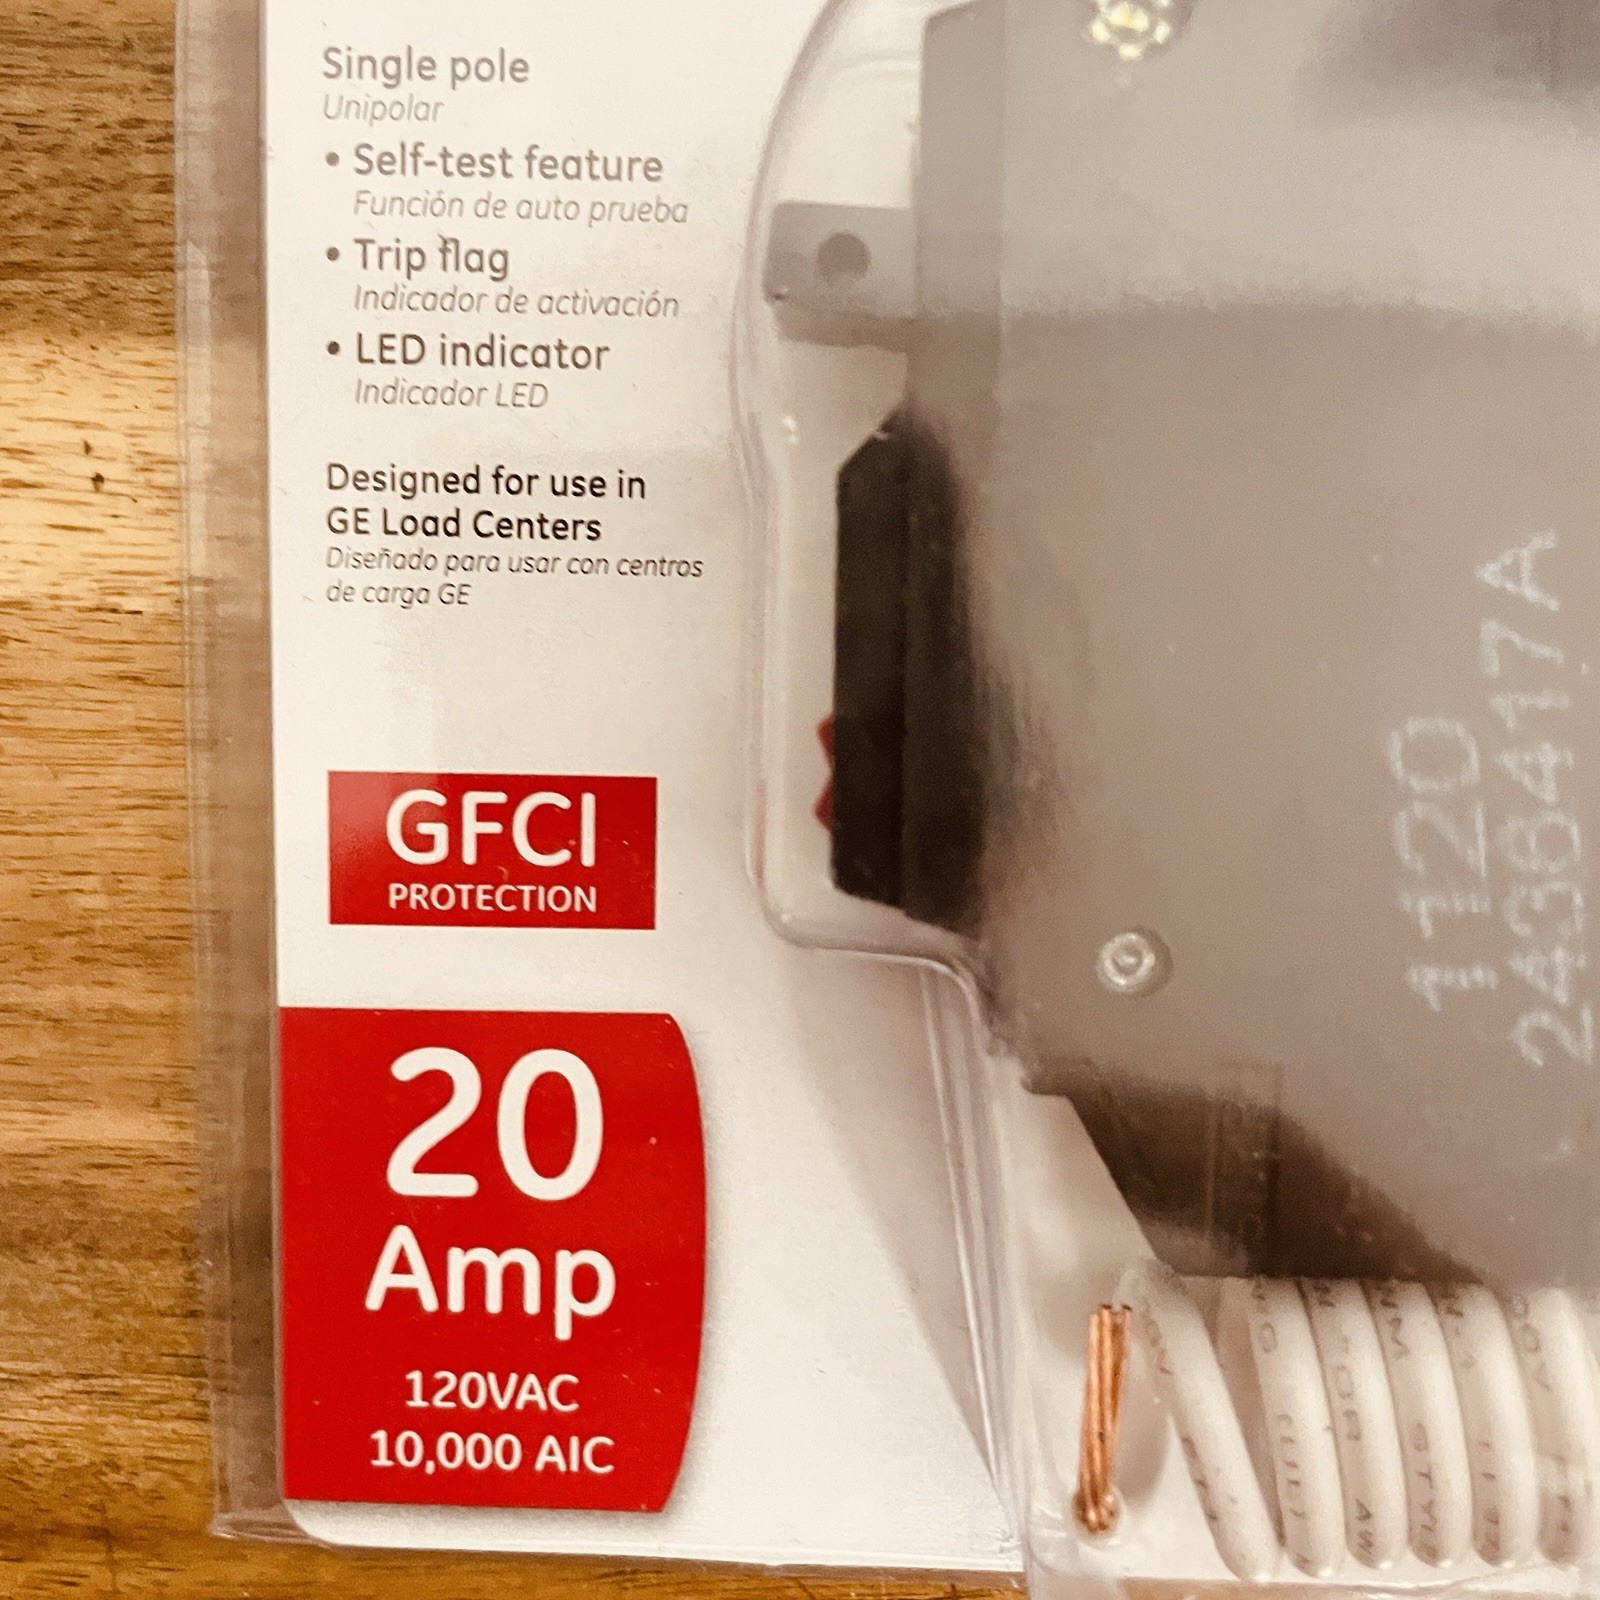 Single pole
Unipolar
• Self-test feature
Función de auto prueba
• Trip flag
Indicador de activación
• LED indicator
Indicador LED
Designed for use in
GE Load Centers
Diseñado para usar con centros
de carga GE
GFCI
PROTECTION
20
Amp
120VAC
10,000 AIC
1120
2436417A